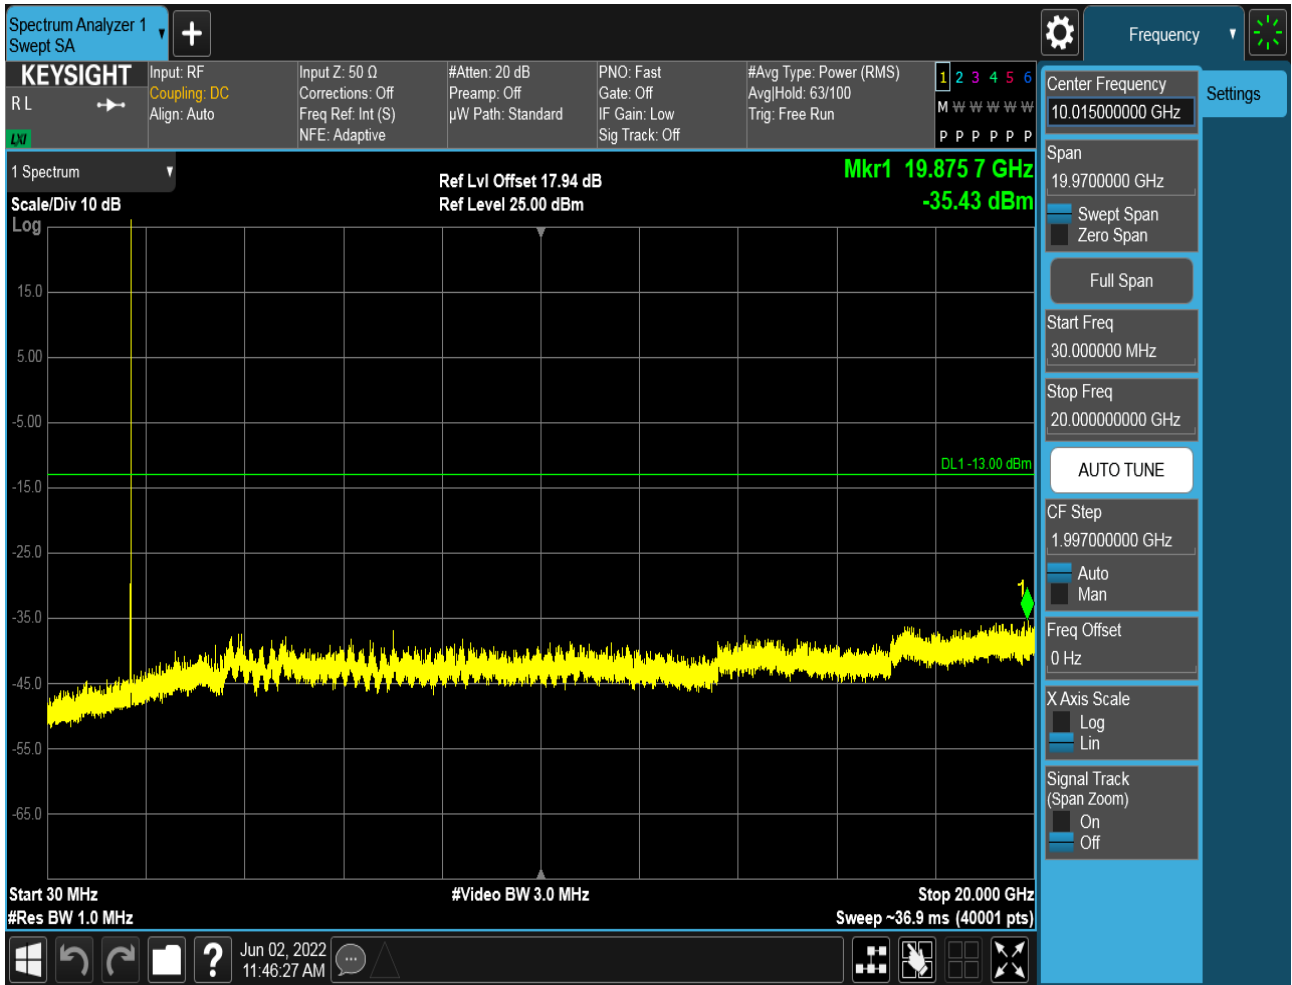 Spectrum Analyzer 1
Swept SA
Frequency
KEYSIGHT
R L
LXI
Input: RF
Coupling: DC
Align: Auto
Input Z: 50 Ω
Corrections: Off
Freq Ref: Int (S)
NFE: Adaptive
#Atten: 20 dB
Preamp: Off
µW Path: Standard
PNO: Fast
Gate: Off
IF Gain: Low
Sig Track: Off
#Avg Type: Power (RMS)
Avg|Hold: 63/100
Trig: Free Run
1 2 3 4 5 6
M W W W W W
P P P P P P
1 Spectrum
Scale/Div 10 dB
Log
Ref Lvl Offset 17.94 dB
Ref Level 25.00 dBm
Mkr1 19.875 7 GHz
-35.43 dBm
15.0
5.00
-5.00
DL1 -13.00 dBm
-15.0
-25.0
1
-35.0
-45.0
-55.0
-65.0
Start 30 MHz
#Res BW 1.0 MHz
#Video BW 3.0 MHz
Stop 20.000 GHz
Sweep ~36.9 ms (40001 pts)
Center Frequency
10.015000000 GHz
Settings
Span
19.9700000 GHz
Swept Span
Zero Span
Full Span
Start Freq
30.000000 MHz
Stop Freq
20.000000000 GHz
AUTO TUNE
CF Step
1.997000000 GHz
Auto
Man
Freq Offset
0 Hz
X Axis Scale
Log
Lin
Signal Track
(Span Zoom)
On
Off
?
Jun 02, 2022
11:46:27 AM